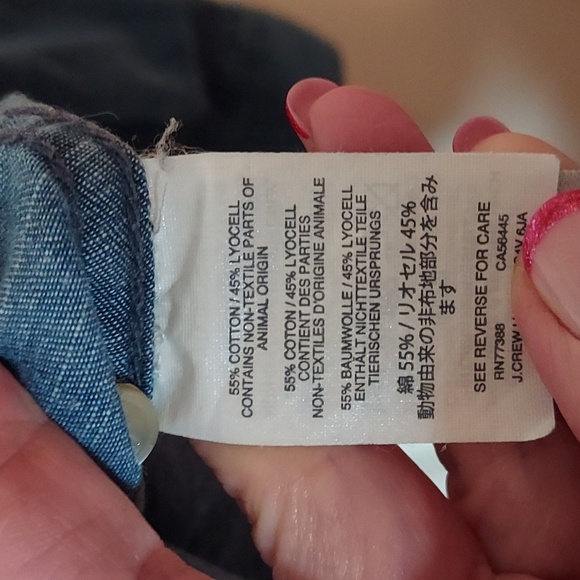 55% COTTON / 45% LYOCELL
CONTAINS NON-TEXTILE PARTS OF
ANIMAL ORIGIN
55% COTON / 45% LYOCELL
CONTIENT DES PARTIES
NON-TEXTILES D'ORIGINE ANIMALE
55% BAUMWOLLE / 45% LYOCELL
ENTHÄLT NICHTTEXTILE TEILE
TIERISCHEN URSPRUNGS
綿 55% / リオセル 45%
動物由来の非布地部分を含み
ます
SEE REVERSE FOR CARE
RN77388 CA56445
J.CREW 6JA